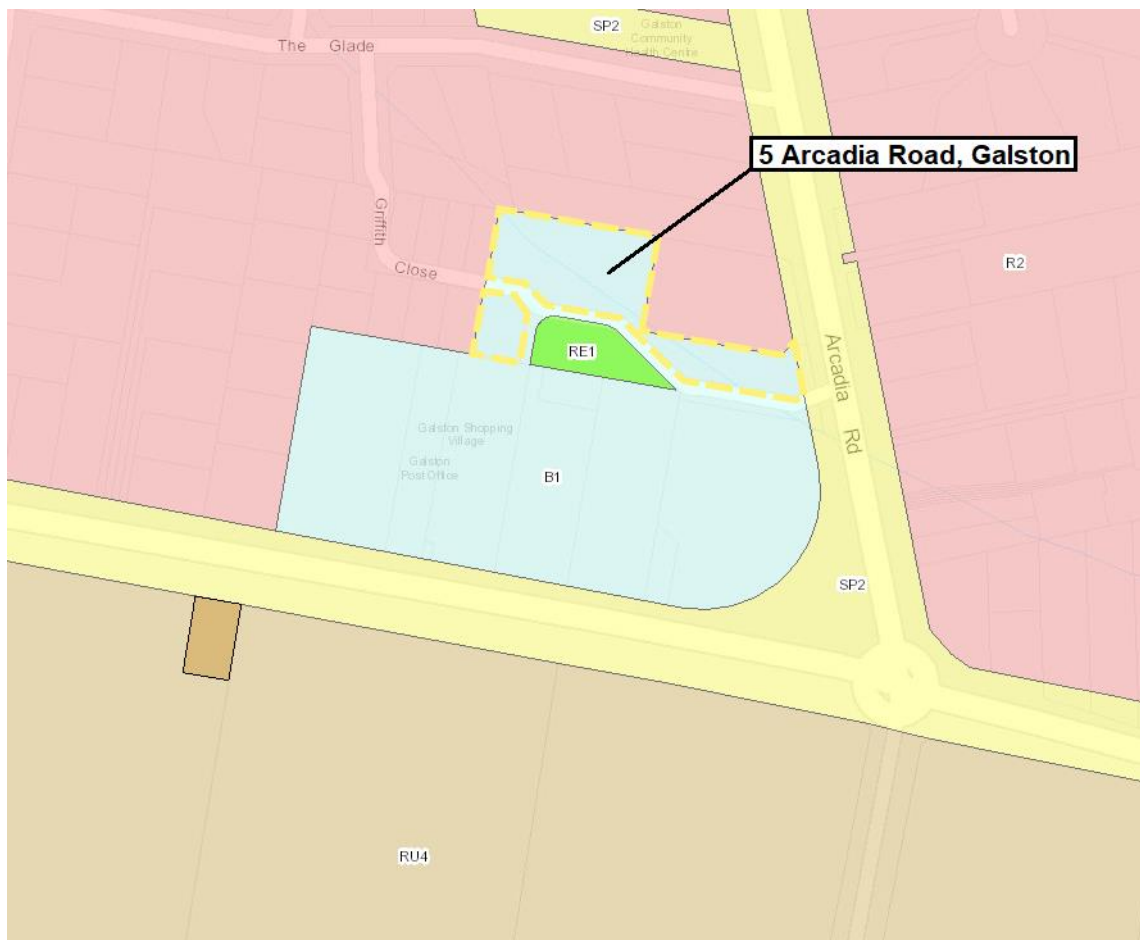 SP2
Galston
Community
Health Centre
The Glade
5 Arcadia Road, Galston
Griffith
Close
R2
RE1
Arcadia
Rd
Galston Shopping
Village
Galston
Post Office
B1
SP2
RU4